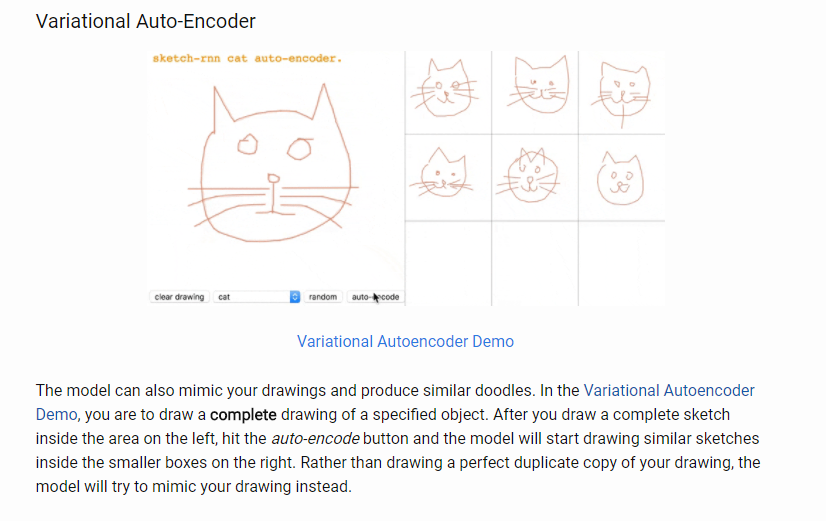 Variational Auto-Encoder
sketch-rnn cat auto-encoder.
clear drawing cat random auto-encode
Variational Autoencoder Demo
The model can also mimic your drawings and produce similar doodles. In the Variational Autoencoder
Demo, you are to draw a complete drawing of a specified object. After you draw a complete sketch
inside the area on the left, hit the auto-encode button and the model will start drawing similar sketches
inside the smaller boxes on the right. Rather than drawing a perfect duplicate copy of your drawing, the
model will try to mimic your drawing instead.